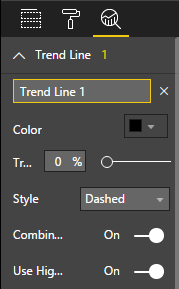 Trend Line 1
Trend Line 1
Color
Tr... 0 %
Style Dashed
Combin... On
Use Hig... On